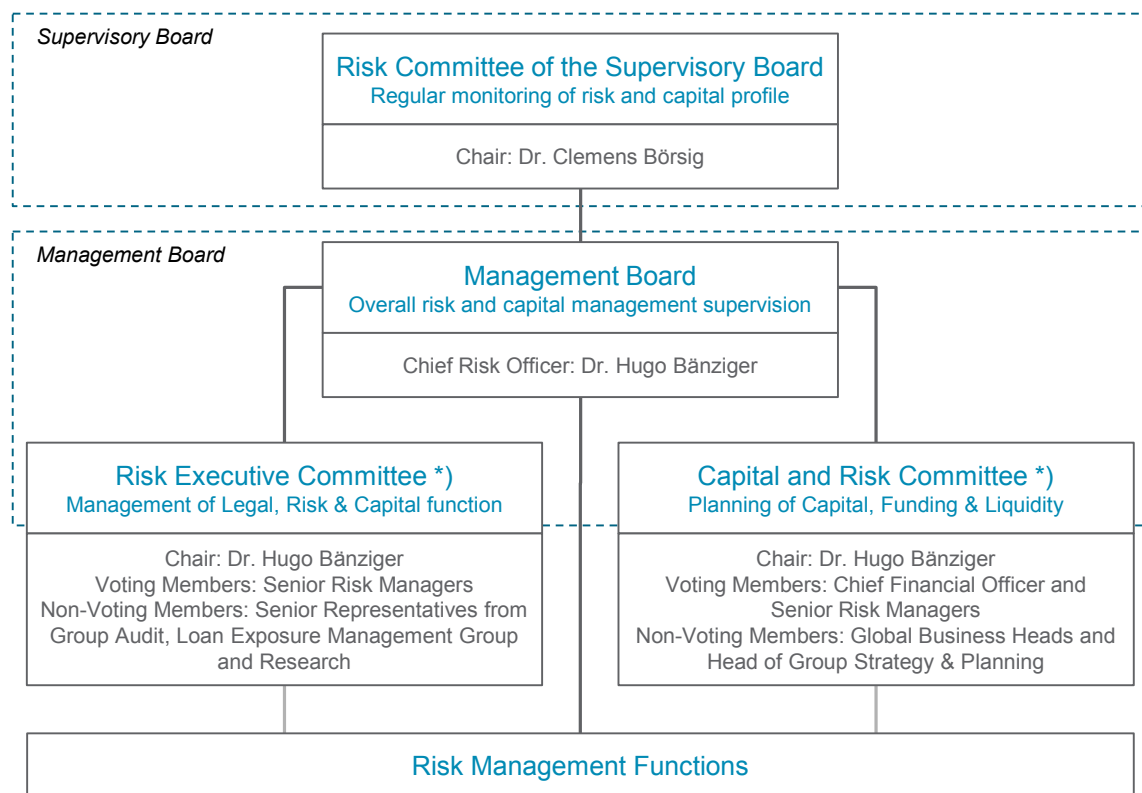 Supervisory Board
Risk Committee of the Supervisory Board
Regular monitoring of risk and capital profile
Chair: Dr. Clemens Börsig
Management Board
Management Board
Overall risk and capital management supervision
Chief Risk Officer: Dr. Hugo Bänziger
Risk Executive Committee *)
Management of Legal, Risk & Capital function
Chair: Dr. Hugo Bänziger
Voting Members: Senior Risk Managers
Non-Voting Members: Senior Representatives from
Group Audit, Loan Exposure Management Group
and Research
Capital and Risk Committee *)
Planning of Capital, Funding & Liquidity
Chair: Dr. Hugo Bänziger
Voting Members: Chief Financial Officer and
Senior Risk Managers
Non-Voting Members: Global Business Heads and
Head of Group Strategy & Planning
Risk Management Functions